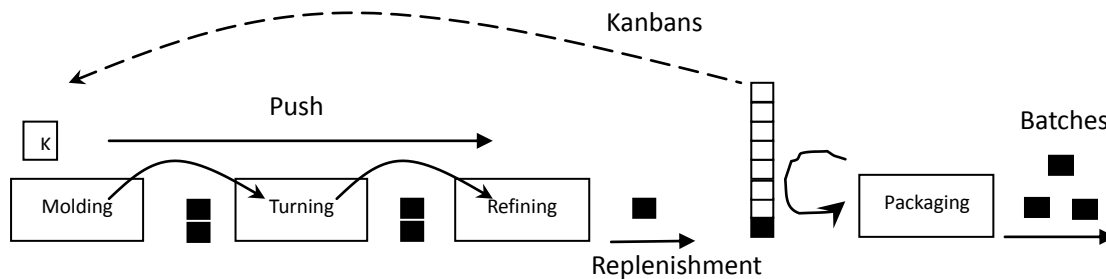 Kanbans
Push
Batches
K
Molding
Turning
Refining
Packaging
Replenishment